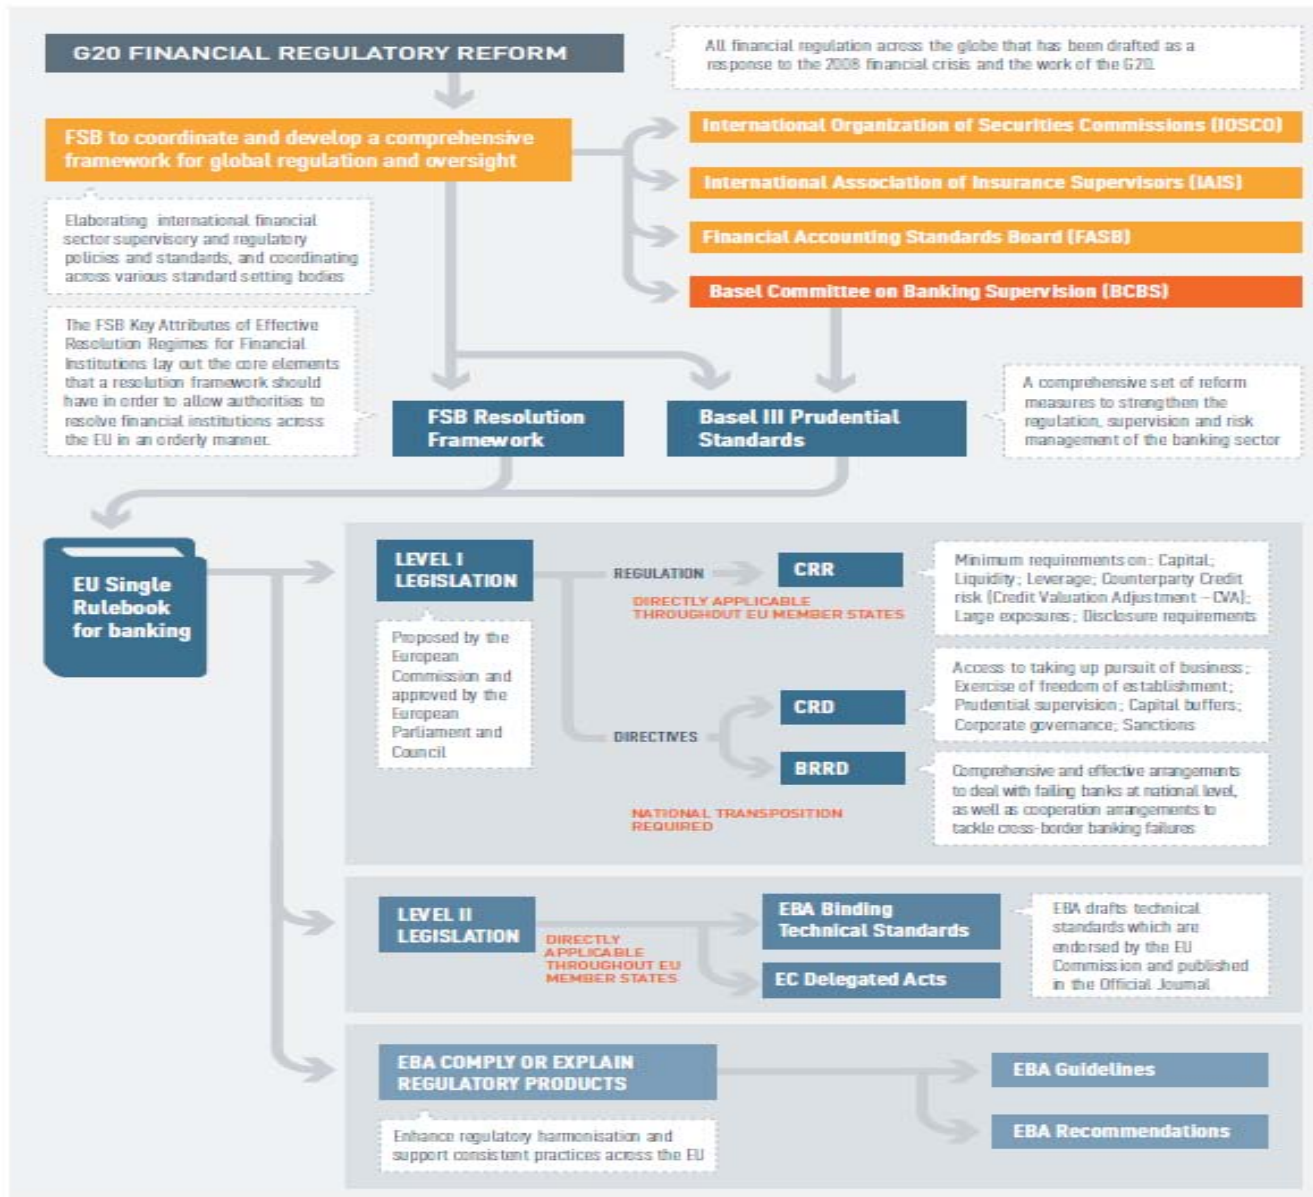 G20 FINANCIAL REGULATORY REFORM
All financial regulation across the globe that has been drafted as a
response to the 2008 financial crisis and the work of the G20.
FSB to coordinate and develop a comprehensive
framework for global regulation and oversight
International Organization of Securities Commissions (IOSCO)
International Association of Insurance Supervisors (IAIS)
Financial Accounting Standards Board (FASB)
Basel Committee on Banking Supervision (BCBS)
Elaborating international financial
sector supervisory and regulatory
policies and standards, and coordinating
across various standard setting bodies
The FSB Key Attributes of Effective
Resolution Regimes for Financial
Institutions lay out the core elements
that a resolution framework should
have in order to allow authorities to
resolve financial institutions across
the EU in an orderly manner.
FSB Resolution
Framework
Basel III Prudential
Standards
A comprehensive set of reform
measures to strengthen the
regulation, supervision and risk
management of the banking sector
EU Single
Rulebook
for banking
LEVEL I
LEGISLATION
Proposed by the
European
Commission and
approved by the
European
Parliament and
Council
REGULATION
CRR
DIRECTLY APPLICABLE
THROUGHOUT EU MEMBER STATES
Minimum requirements on: Capital;
Liquidity; Leverage; Counterparty Credit
risk (Credit Valuation Adjustment – CVA);
Large exposures; Disclosure requirements
DIRECTIVES
CRD
Access to taking up pursuit of business;
Exercise of freedom of establishment;
Prudential supervision; Capital buffers;
Corporate governance; Sanctions
BRRD
NATIONAL TRANSPOSITION
REQUIRED
Comprehensive and effective arrangements
to deal with failing banks at national level,
as well as cooperation arrangements to
tackle cross-border banking failures
LEVEL II
LEGISLATION
DIRECTLY
APPLICABLE
THROUGHOUT EU
MEMBER STATES
EBA Binding
Technical Standards
EC Delegated Acts
EBA drafts technical
standards which are
endorsed by the EU
Commission and published
in the Official Journal
EBA COMPLY OR EXPLAIN
REGULATORY PRODUCTS
Enhance regulatory harmonisation and
support consistent practices across the EU
EBA Guidelines
EBA Recommendations